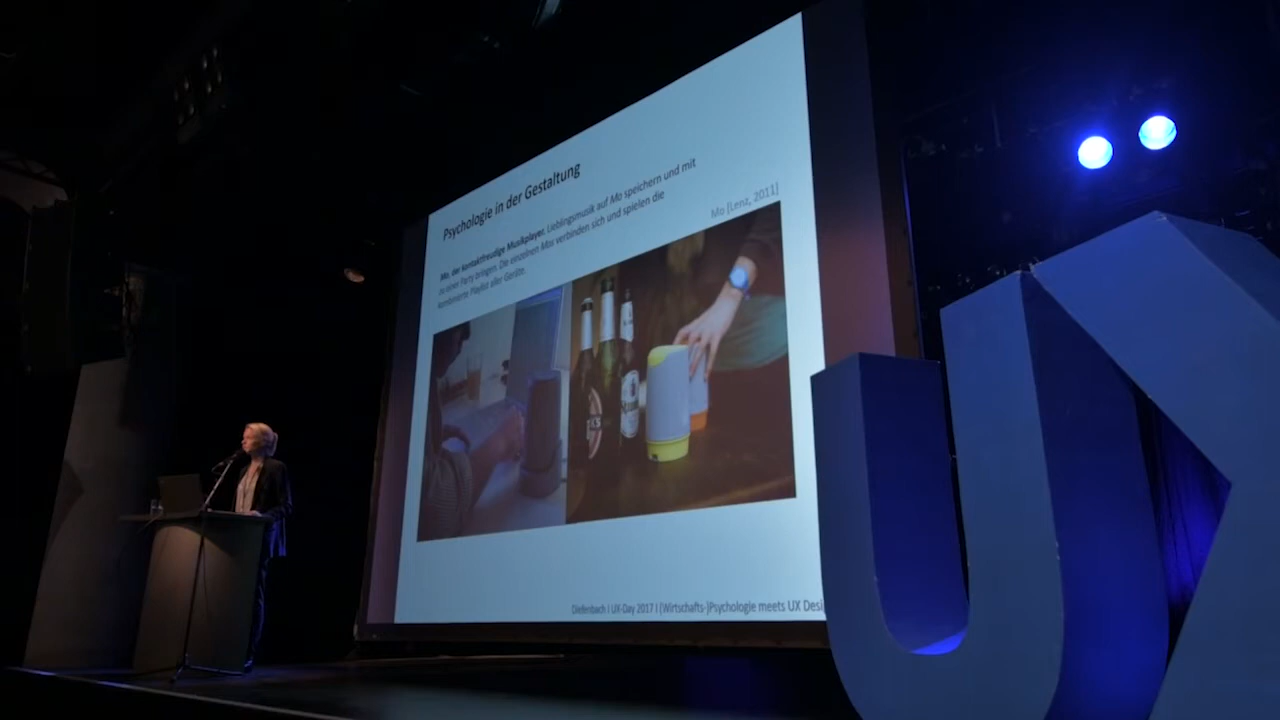 Psychologie in der Gestaltung
Mo, der kontaktfreudige Musikplayer. Lieblingsmusik auf Mo speichern und mit
zu einer Party bringen. Die einzelnen Mos verbinden sich und spielen die
kombinierte Playlist aller Geräte.
Mo [Lenz, 2011]
Diefenbach I UX-Day 2017 I (Wirtschafts-)Psychologie meets UX Desi
UX